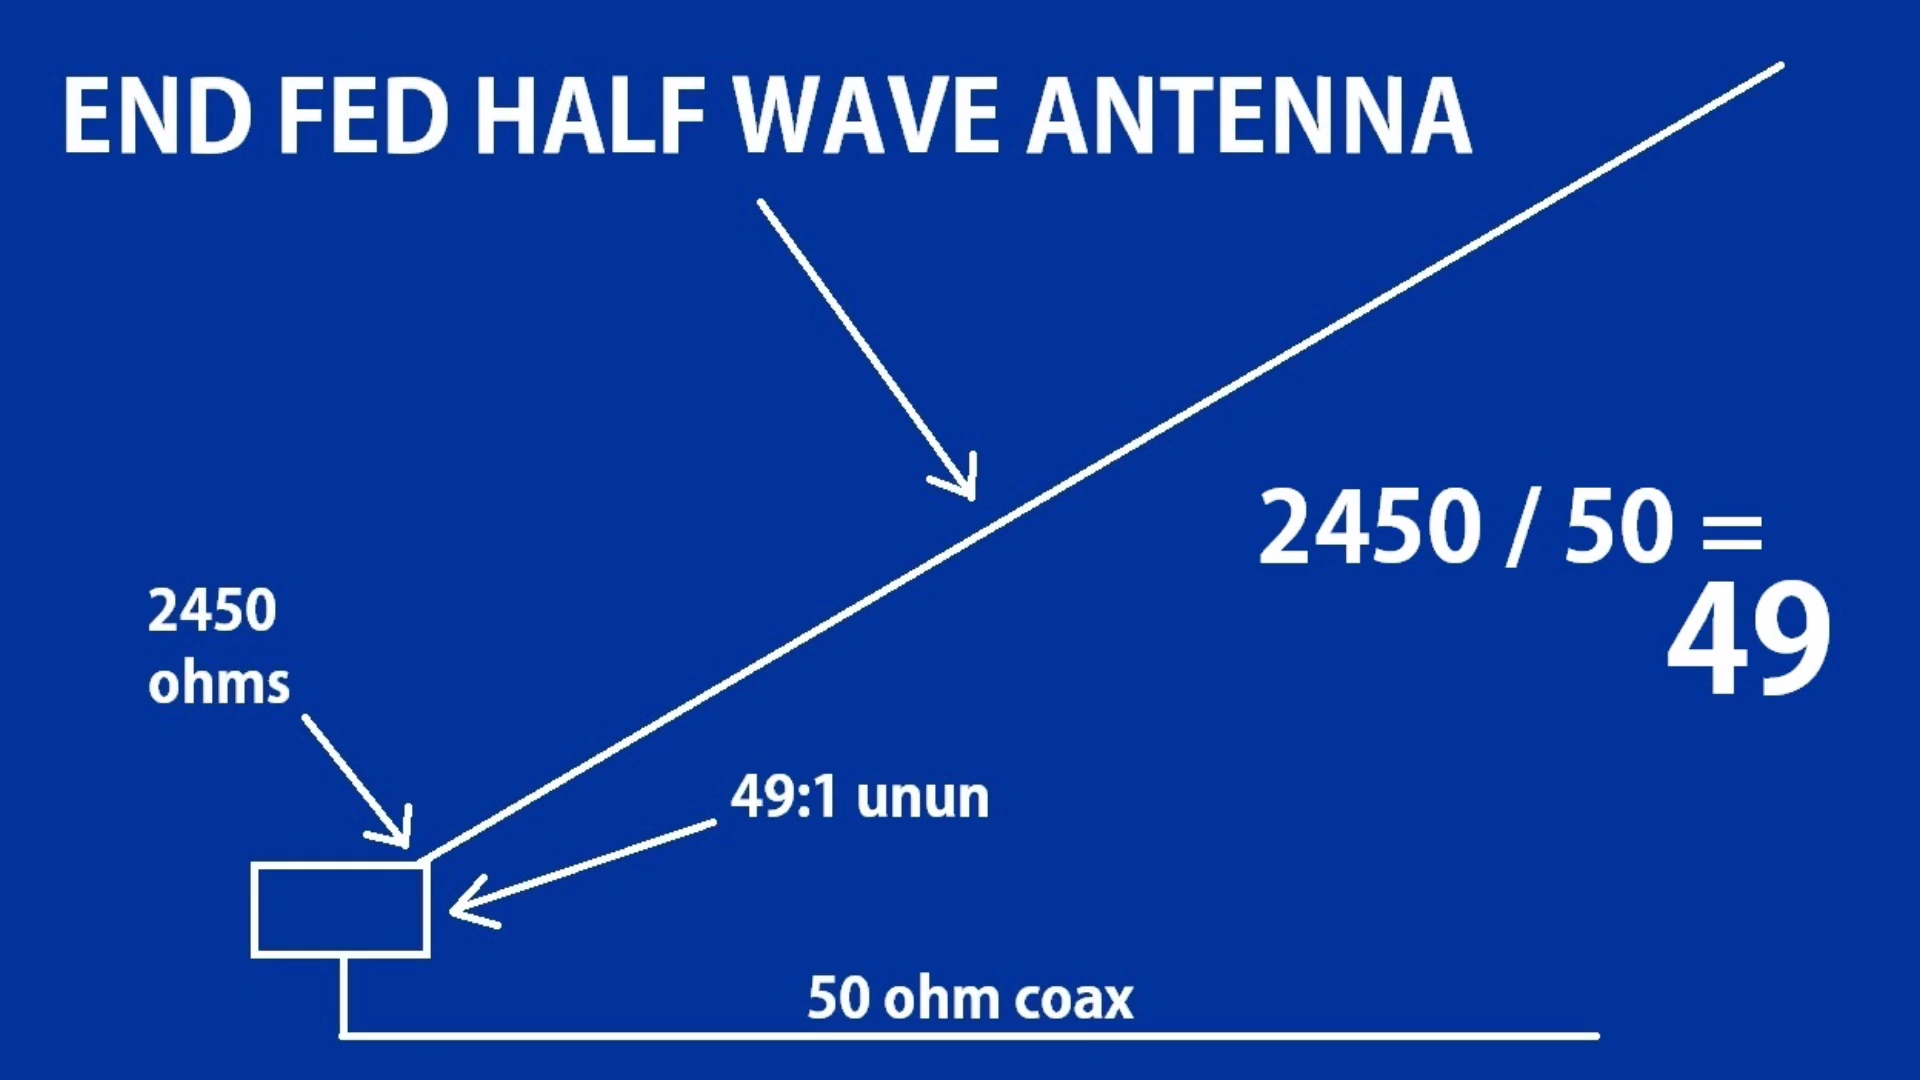 END FED HALF WAVE ANTENNA
2450 / 50 =
49
2450
ohms
49:1 unun
50 ohm coax